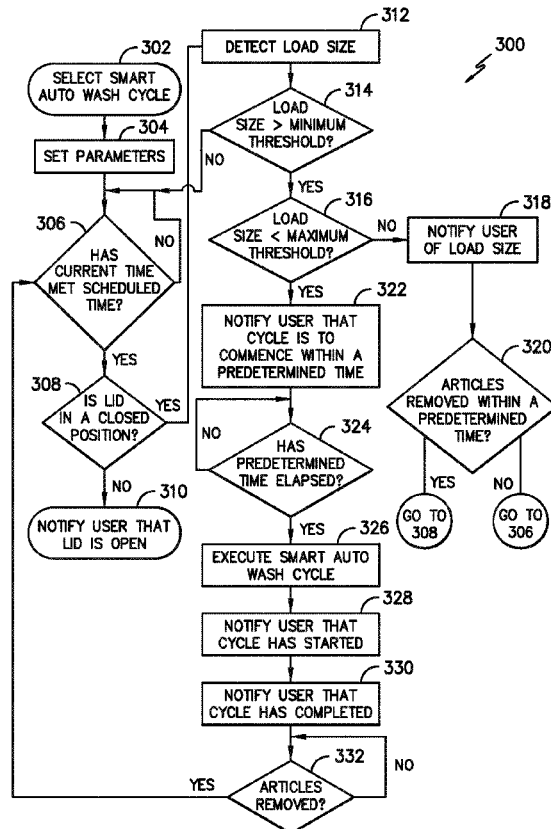 302
SELECT SMART
AUTO WASH CYCLE
304
SET PARAMETERS
306
HAS
CURRENT TIME
MET SCHEDULED
TIME?
NO
YES
308
IS LID
IN A CLOSED
POSITION?
YES
NO
310
NOTIFY USER THAT
LID IS OPEN
312
DETECT LOAD SIZE
300
314
LOAD
SIZE > MINIMUM
THRESHOLD?
NO
YES
316
LOAD
SIZE < MAXIMUM
THRESHOLD?
NO
YES
318
NOTIFY USER
OF LOAD SIZE
320
ARTICLES
REMOVED WITHIN A
PREDETERMINED
TIME?
YES
NO
GO TO
308
GO TO
306
322
NOTIFY USER THAT
CYCLE IS TO
COMMENCE WITHIN A
PREDETERMINED TIME
324
HAS
PREDETERMINED
TIME ELAPSED?
NO
YES
326
EXECUTE SMART AUTO
WASH CYCLE
328
NOTIFY USER THAT
CYCLE HAS STARTED
330
NOTIFY USER THAT
CYCLE HAS COMPLETED
332
ARTICLES
REMOVED?
YES
NO